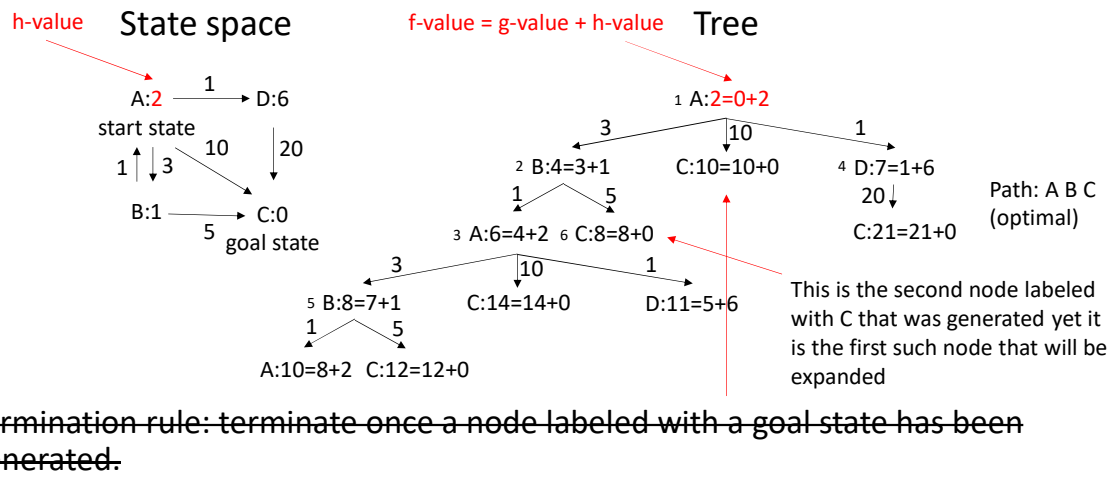 h-value State space f-value = g-value + h-value Tree
A:2 1 D:6
start state
10 20
1 3
B:1 C:0
5 goal state
1 A:2=0+2
3 10 1
2 B:4=3+1 C:10=10+0 4 D:7=1+6
1 5 20
3 A:6=4+2 6 C:8=8+0 C:21=21+0
Path: A B C
(optimal)
3 10 1
5 B:8=7+1 C:14=14+0 D:11=5+6
1 5
A:10=8+2 C:12=12+0
This is the second node labeled
with C that was generated yet it
is the first such node that will be
expanded
rmination rule: terminate once a node labeled with a goal state has been
nerated.